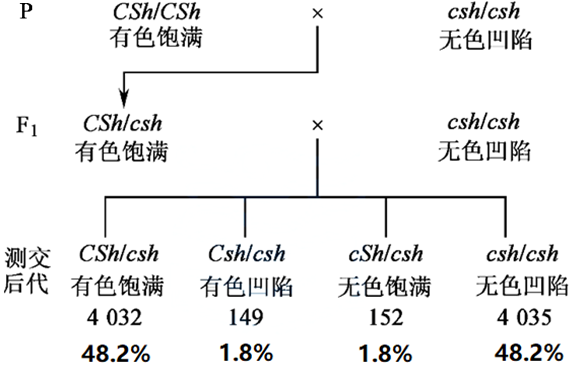 P CSh/CSh × csh/csh
有色饱满 无色凹陷
F₁ CSh/csh × csh/csh
有色饱满 无色凹陷
测交后代 CSh/csh Csh/csh cSh/csh csh/csh
有色饱满 有色凹陷 无色饱满 无色凹陷
4 032 149 152 4 035
48.2% 1.8% 1.8% 48.2%